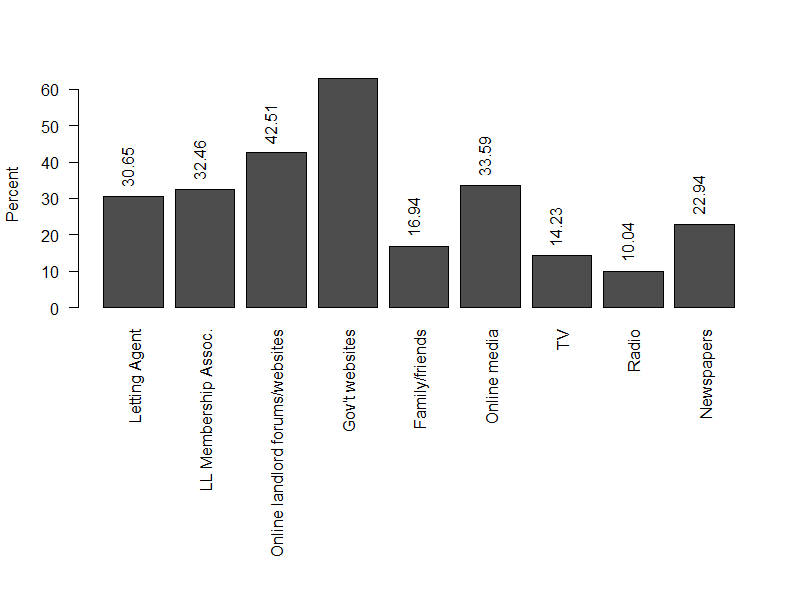 Percent
60
50
40
30
20
10
0
30.65
32.46
42.51
16.94
33.59
14.23
10.04
22.94
Letting Agent
LL Membership Assoc.
Online landlord forums/websites
Gov't websites
Family/friends
Online media
TV
Radio
Newspapers